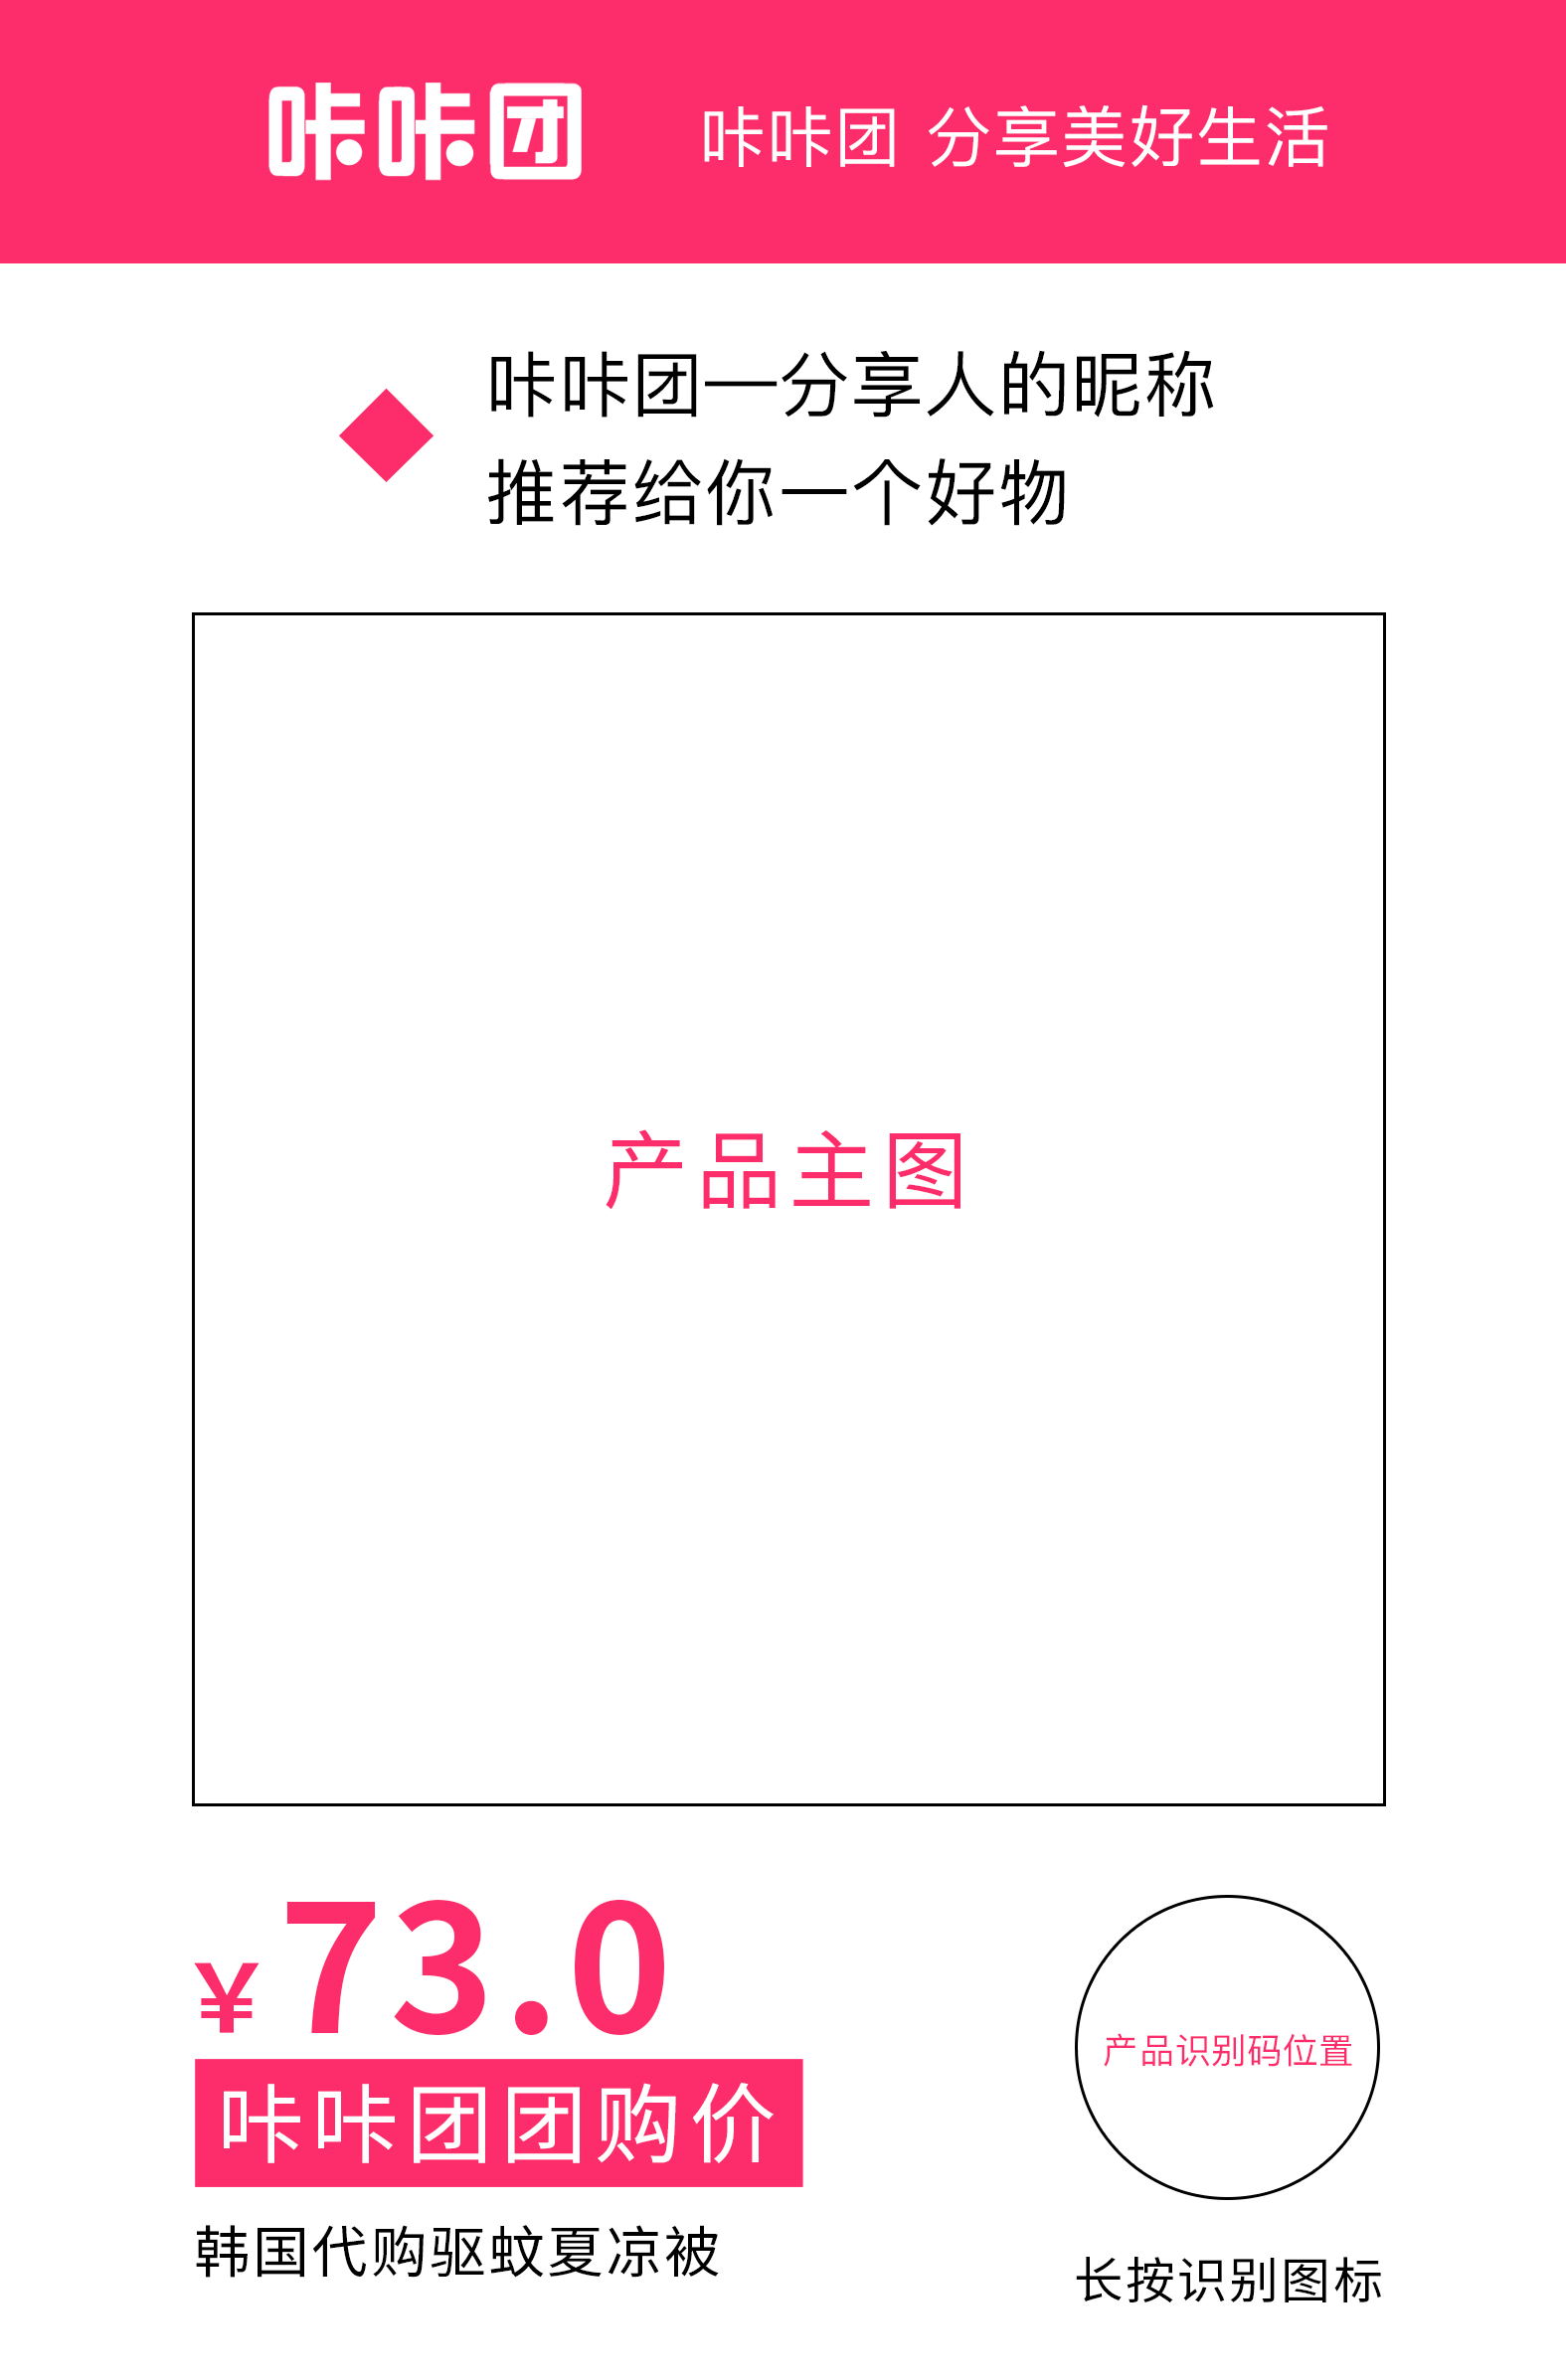 咔咔团
咔咔团 分享美好生活
咔咔团—分享人的昵称
推荐给你一个好物
产品主图
¥73.0
咔咔团团购价
韩国代购驱蚊夏凉被
产品识别码位置
长按识别图标